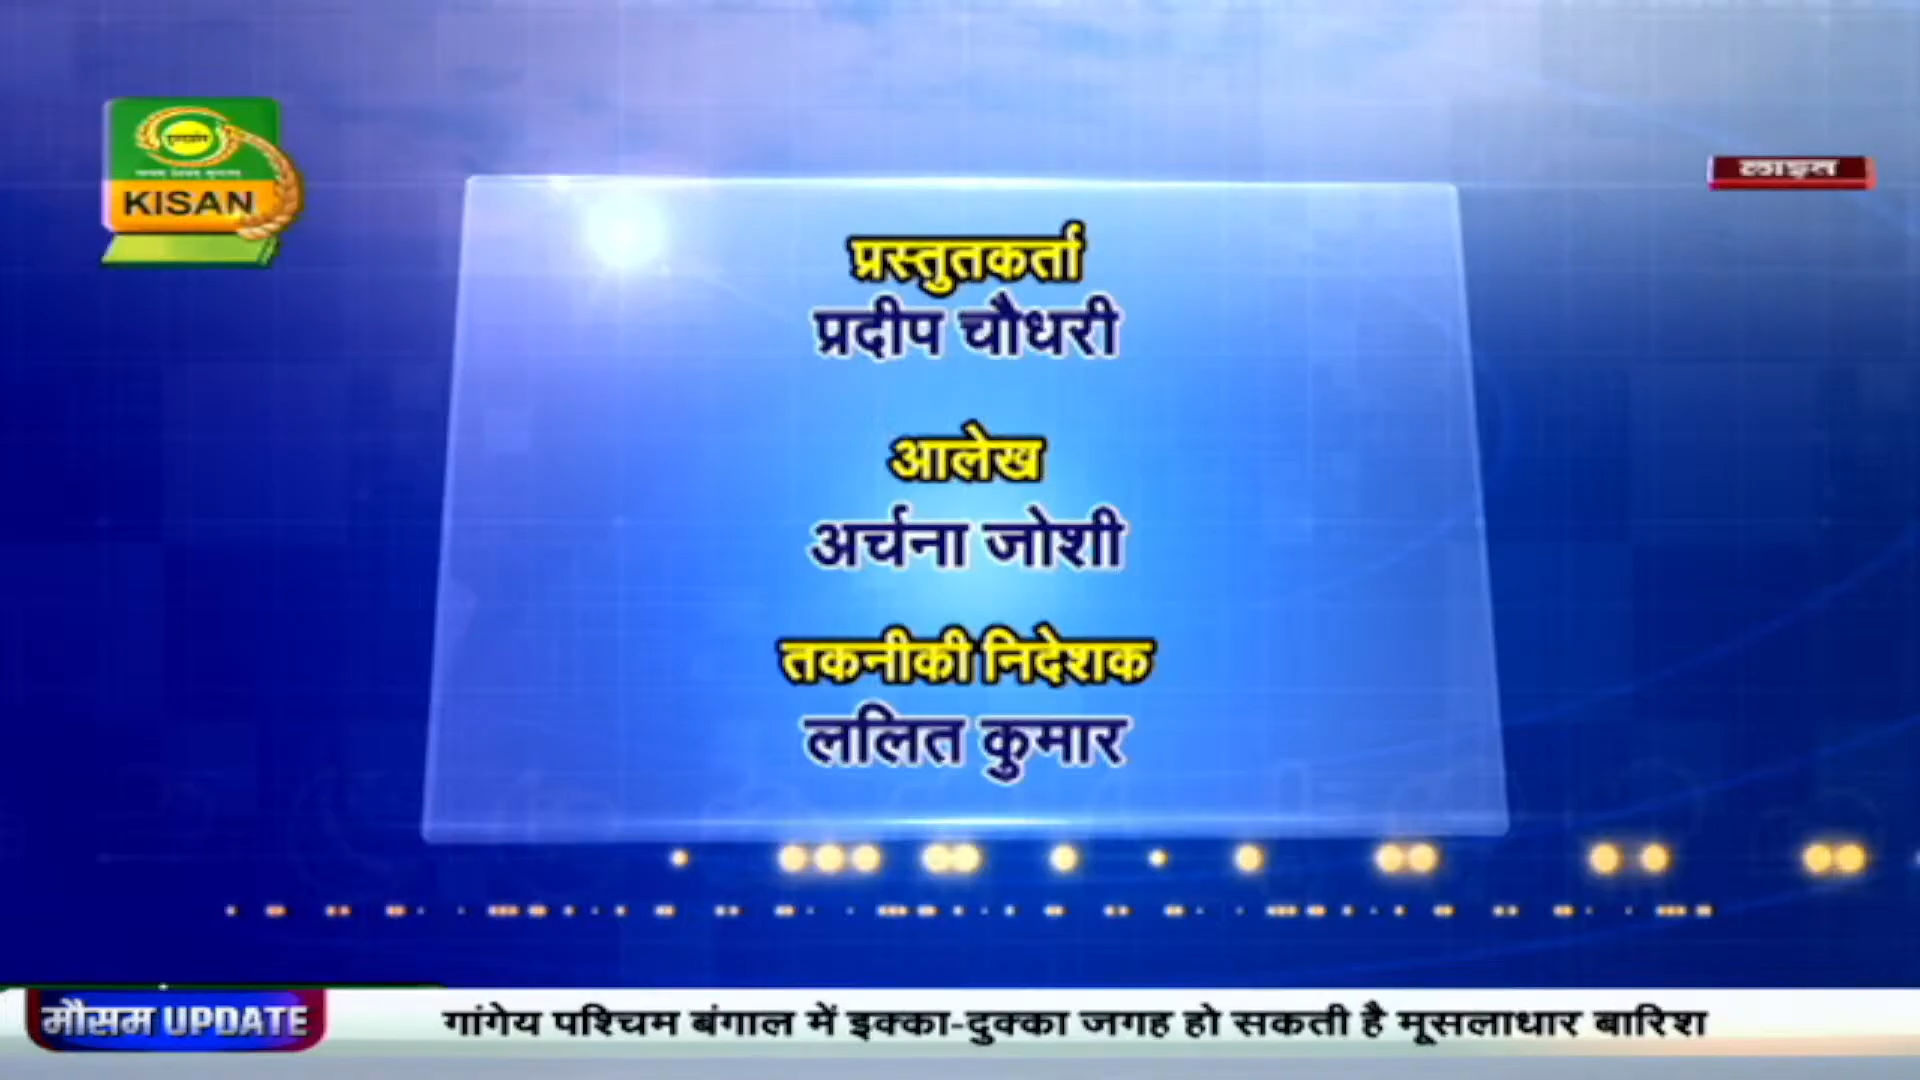 KISAN
लाइव
प्रस्तुतकर्ता
प्रदीप चौधरी
आलेख
अर्चना जोशी
तकनीकी निदेशक
ललित कुमार
मौसम UPDATE
गांगेय पश्चिम बंगाल में इक्का-दुक्का जगह हो सकती है मूसलाधार बारिश